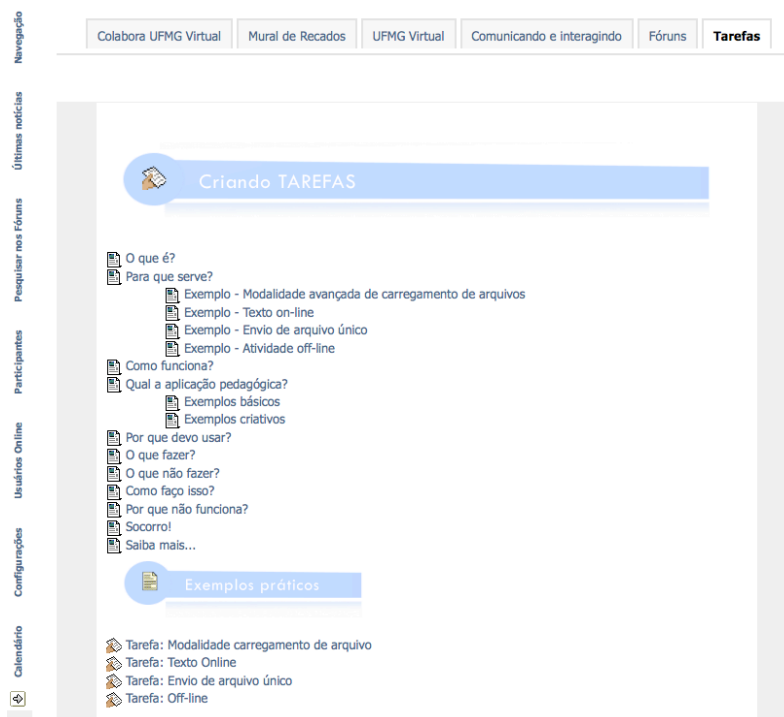 Navegação
Últimas notícias
Pesquisar nos Fóruns
Participantes
Usuários Online
Configurações
Calendário
Colabora UFMG Virtual
Mural de Recados
UFMG Virtual
Comunicando e interagindo
Fóruns
Tarefas
Criando TAREFAS
O que é?
Para que serve?
Exemplo - Modalidade avançada de carregamento de arquivos
Exemplo - Texto on-line
Exemplo - Envio de arquivo único
Exemplo - Atividade off-line
Como funciona?
Qual a aplicação pedagógica?
Exemplos básicos
Exemplos criativos
Por que devo usar?
O que fazer?
O que não fazer?
Como faço isso?
Por que não funciona?
Socorro!
Saiba mais...
Exemplos práticos
Tarefa: Modalidade carregamento de arquivo
Tarefa: Texto Online
Tarefa: Envio de arquivo único
Tarefa: Off-line